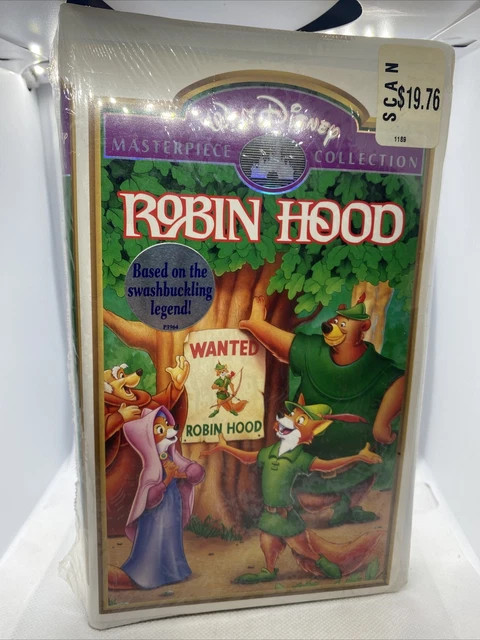 SCAN
$19.76
1189
Walt Disney
MASTERPIECE COLLECTION
ROBIN HOOD
Based on the
swashbuckling
legend!
WANTED
ROBIN HOOD